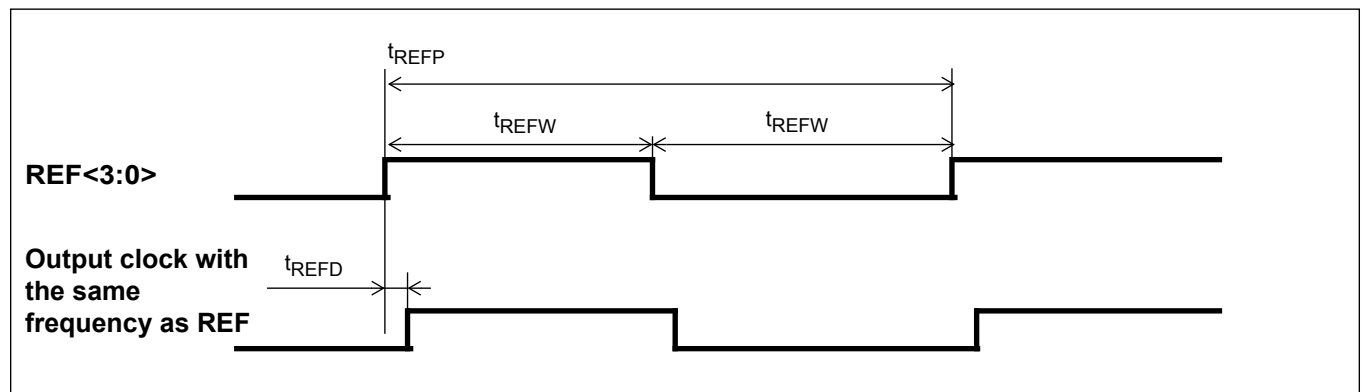 tREFP
tREFW
tREFW
REF<3:0>
Output clock with
the same
frequency as REF
tREFD